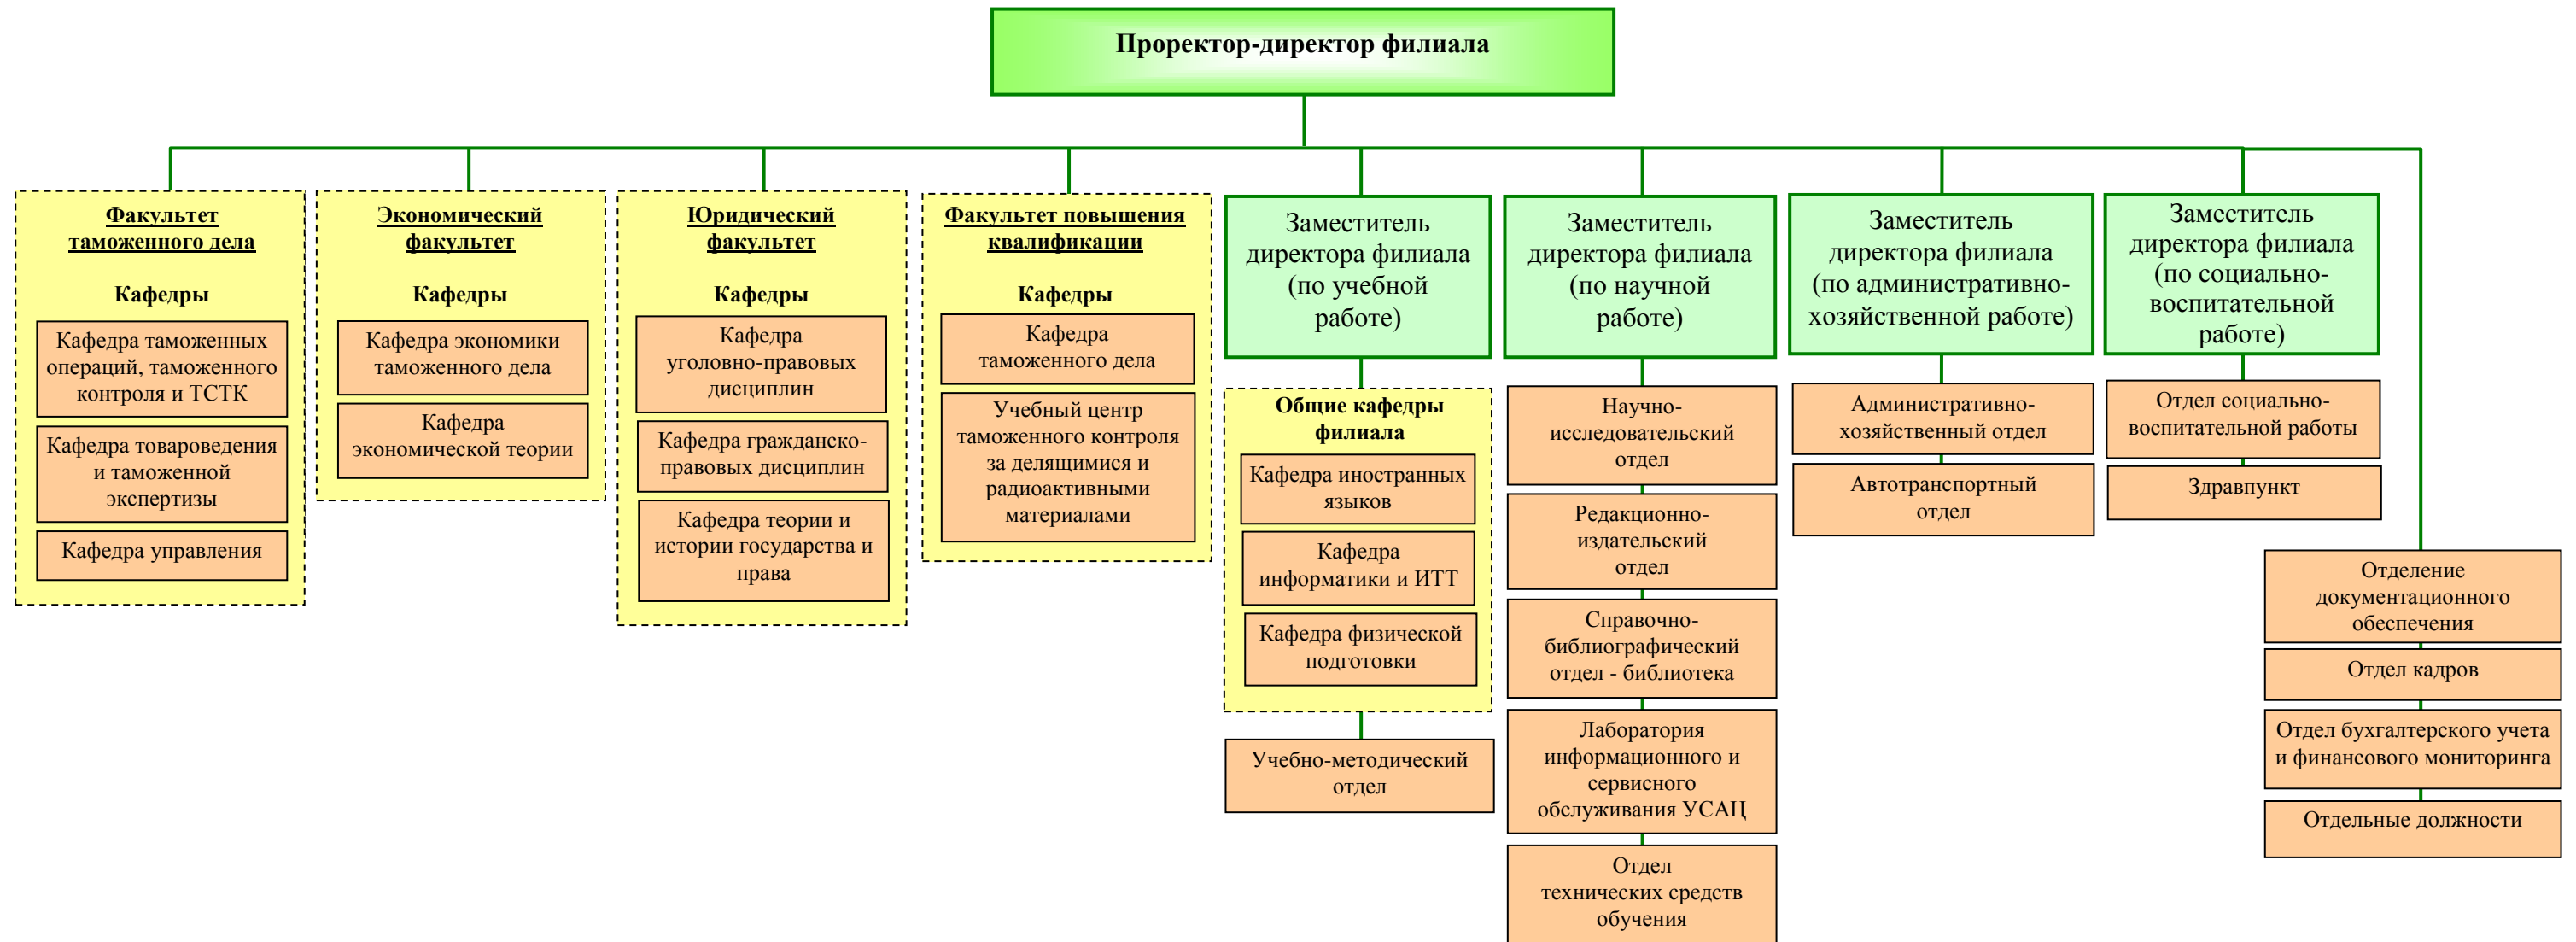 Проректор-директор филиала
Факультет
таможенного дела
Кафедры
Кафедра таможенных
операций, таможенного
контроля и ТСТК
Кафедра товароведения
и таможенной
экспертизы
Кафедра управления
Экономический
факультет
Кафедры
Кафедра экономики
таможенного дела
Кафедра
экономической теории
Юридический
факультет
Кафедры
Кафедра
уголовно-правовых
дисциплин
Кафедра гражданско-
правовых дисциплин
Кафедра теории и
истории государства и
права
Факультет повышения
квалификации
Кафедры
Кафедра
таможенного дела
Учебный центр
таможенного контроля
за делящимися и
радиоактивными
материалами
Заместитель
директора филиала
(по учебной
работе)
Общие кафедры
филиала
Кафедра иностранных
языков
Кафедра
информатики и ИТТ
Кафедра физической
подготовки
Учебно-методический
отдел
Заместитель
директора филиала
(по научной
работе)
Научно-
исследовательский
отдел
Редакционно-
издательский
отдел
Справочно-
библиографический
отдел - библиотека
Лаборатория
информационного и
сервисного
обслуживания УСАЦ
Отдел
технических средств
обучения
Заместитель
директора филиала
(по административно-
хозяйственной работе)
Административно-
хозяйственный отдел
Автотранспортный
отдел
Заместитель
директора филиала
(по социально-
воспитательной
работе)
Отдел социально-
воспитательной работы
Здравпункт
Отделение
документационного
обеспечения
Отдел кадров
Отдел бухгалтерского учета
и финансового мониторинга
Отдельные должности